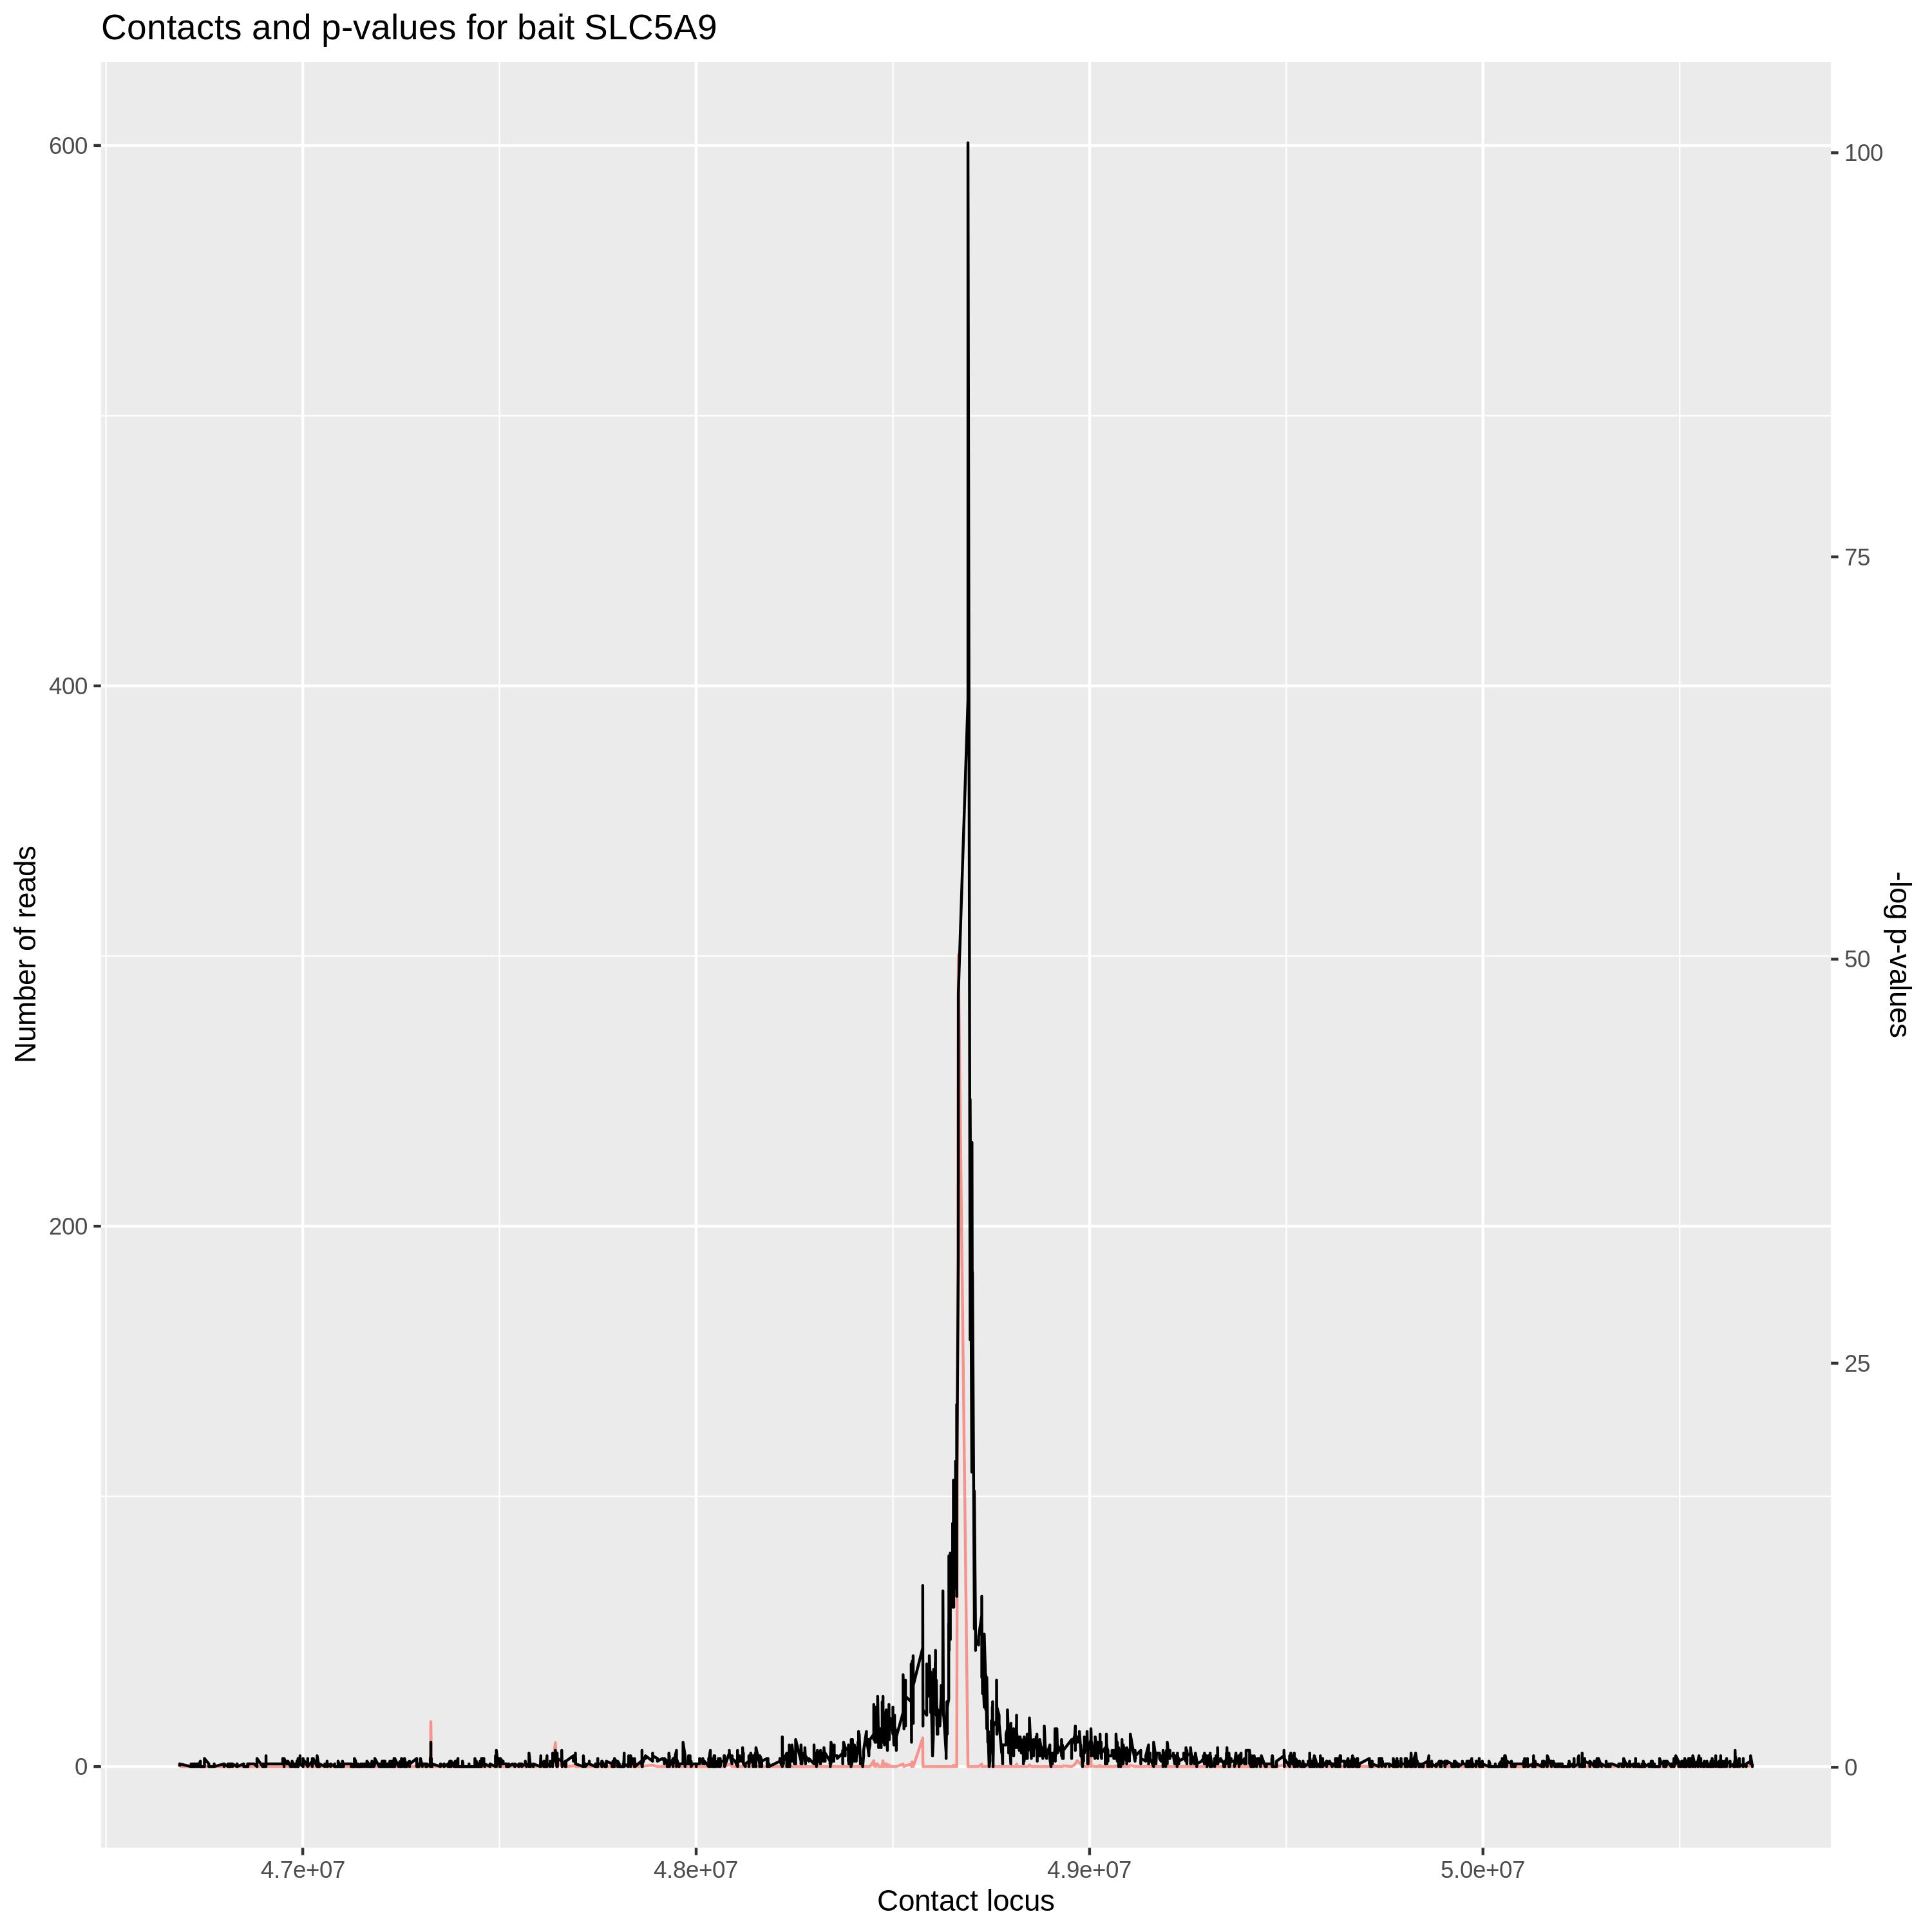 Contacts and p-values for bait SLC5A9
600
400
200
0
Number of reads
100
75
50
25
0
-log p-values
4.7e+07 4.8e+07 4.9e+07 5.0e+07
Contact locus